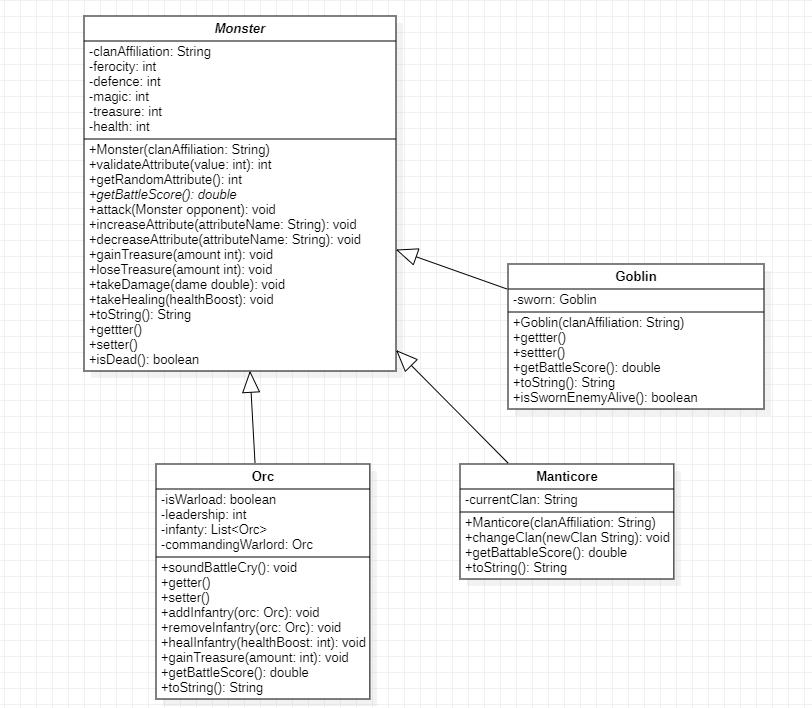 Monster
-clanAffiliation: String
-ferocity: int
-defence: int
-magic: int
-treasure: int
-health: int
+Monster(clanAffiliation: String)
+validateAttribute(value: int): int
+getRandomAttribute(): int
+getBattleScore(): double
+attack(Monster opponent): void
+increaseAttribute(attributeName: String): void
+decreaseAttribute(attributeName: String): void
+gainTreasure(amount int): void
+loseTreasure(amount int): void
+takeDamage(dame double): void
+takeHealing(healthBoost): void
+toString(): String
+gettter()
+setter()
+isDead(): boolean
Goblin
-sworn: Goblin
+Goblin(clanAffiliation: String)
+gettter()
+settter()
+getBattleScore(): double
+toString(): String
+isSwornEnemyAlive(): boolean
Orc
-isWarload: boolean
-leadership: int
-infanty: List<Orc>
-commandingWarlord: Orc
+soundBattleCry(): void
+getter()
+setter()
+addInfantry(orc: Orc): void
+removeInfantry(orc: Orc): void
+healInfantry(healthBoost: int): void
+gainTreasure(amount: int): void
+getBattleScore(): double
+toString(): String
Manticore
-currentClan: String
+Manticore(clanAffiliation: String)
+changeClan(newClan String): void
+getBattableScore(): double
+toString(): String